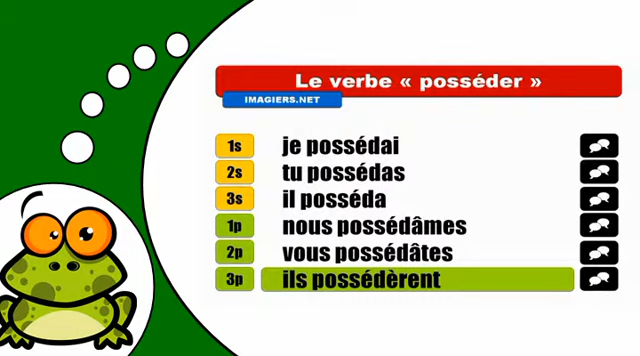 Le verbe « posséder »
IMAGIERS.NET
1s je possédai
2s tu possédas
3s il posséda
1p nous possédâmes
2p vous possédâtes
3p ils possédèrent